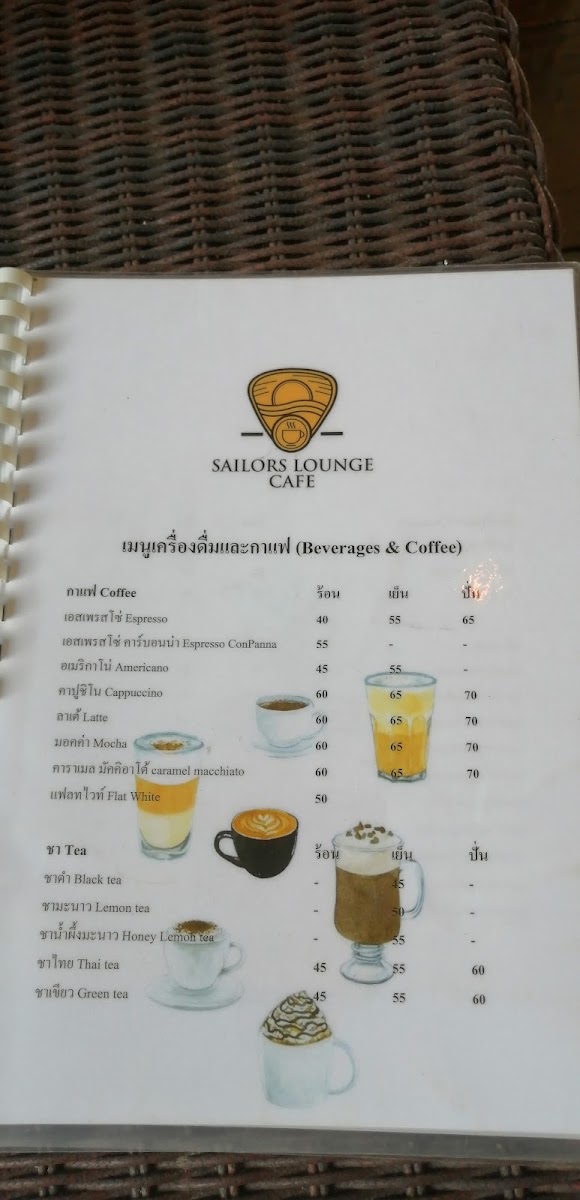 SAILORS LOUNGE
CAFE
เมนูเครื่องดื่มและกาแฟ (Beverages & Coffee)
กาแฟ Coffee ร้อน เย็น ปั่น
เอสเพรสโซ่ Espresso 40 55 65
เอสเพรสโซ่ คาร์บอนน่า Espresso ConPanna 55 - -
อเมริกาโน่ Americano 45 55 -
คาปูชิโน Cappuccino 60 65 70
ลาเต้ Latte 60 65 70
มอคค่า Mocha 60 65 70
คาราเมล มัคคิอาโต้ caramel macchiato 60 65 70
แฟลทไวท์ Flat White 50
ชา Tea ร้อน เย็น ปั่น
ชาดำ Black tea - 45 -
ชามะนาว Lemon tea - 50 -
ชาน้ำผึ้งมะนาว Honey Lemon tea - 55 -
ชาไทย Thai tea 45 55 60
ชาเขียว Green tea 45 55 60